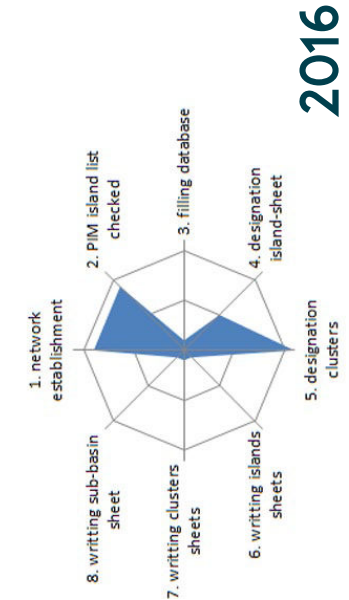 2016
1. network
establishment
2. PIM island list
checked
3. filling database
4. designation
island-sheet
5. designation
clusters
6. writting islands
sheets
7. writting clusters
sheets
8. writting sub-basin
sheet